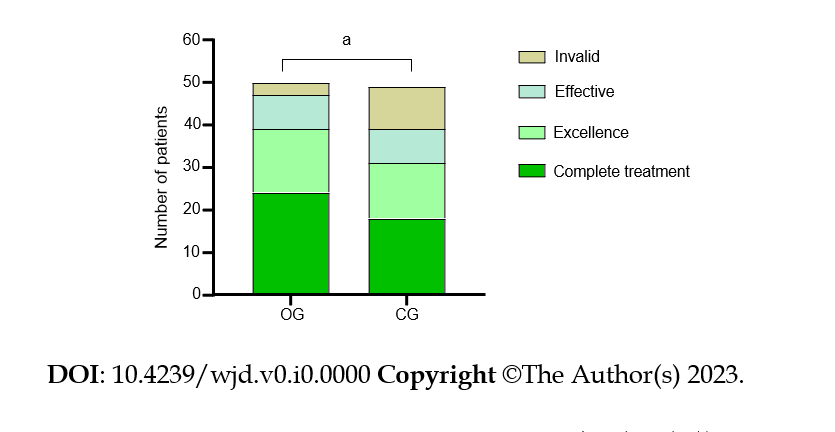 a
60
50
40
30
20
10
0
Number of patients
OG
CG
Invalid
Effective
Excellence
Complete treatment
DOI: 10.4239/wjd.v0.i0.0000 Copyright ©The Author(s) 2023.